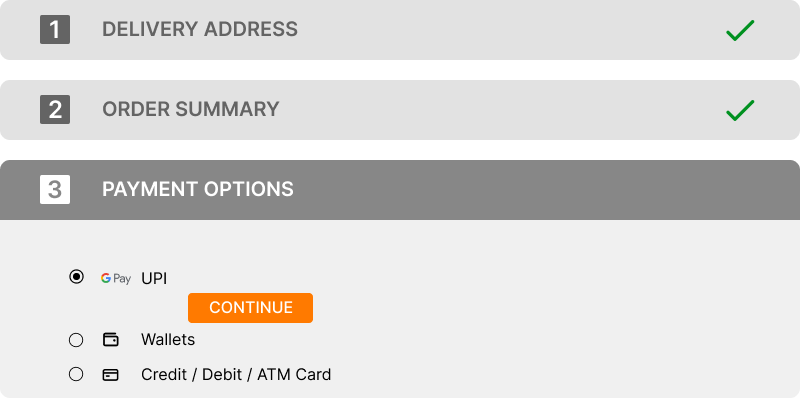 1 DELIVERY ADDRESS
2 ORDER SUMMARY
3 PAYMENT OPTIONS
G Pay UPI
CONTINUE
Wallets
Credit / Debit / ATM Card